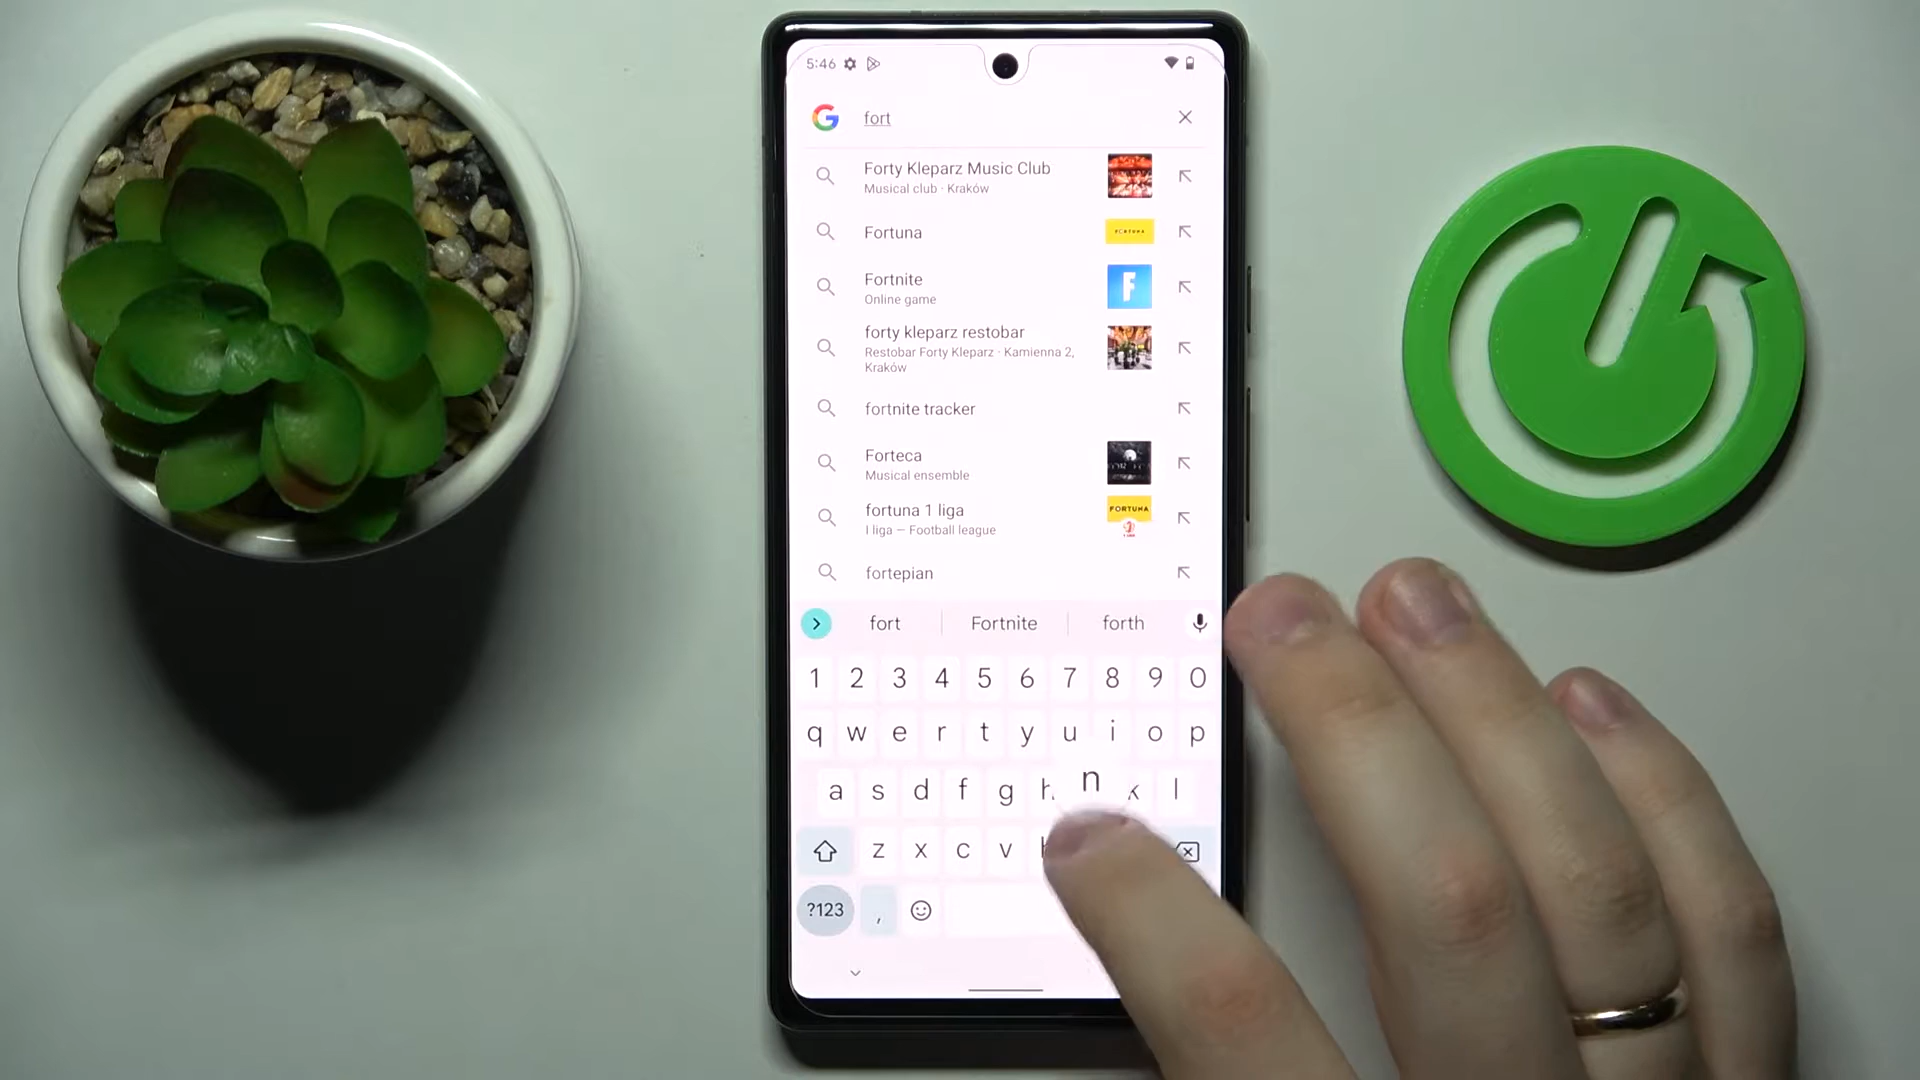 5:46
fort
Forty Kleparz Music Club
Musical club · Kraków
Fortuna
FORTUNA
Fortnite
Online game
F
forty kleparz restobar
Restobar Forty Kleparz · Kamienna 2,
Kraków
fortnite tracker
Forteca
Musical ensemble
fortuna 1 liga
I liga — Football league
FORTUNA
fortepian
fort Fortnite forth
1 2 3 4 5 6 7 8 9 0
q w e r t y u i o p
a s d f g h n k l
z x c v
?123 ,